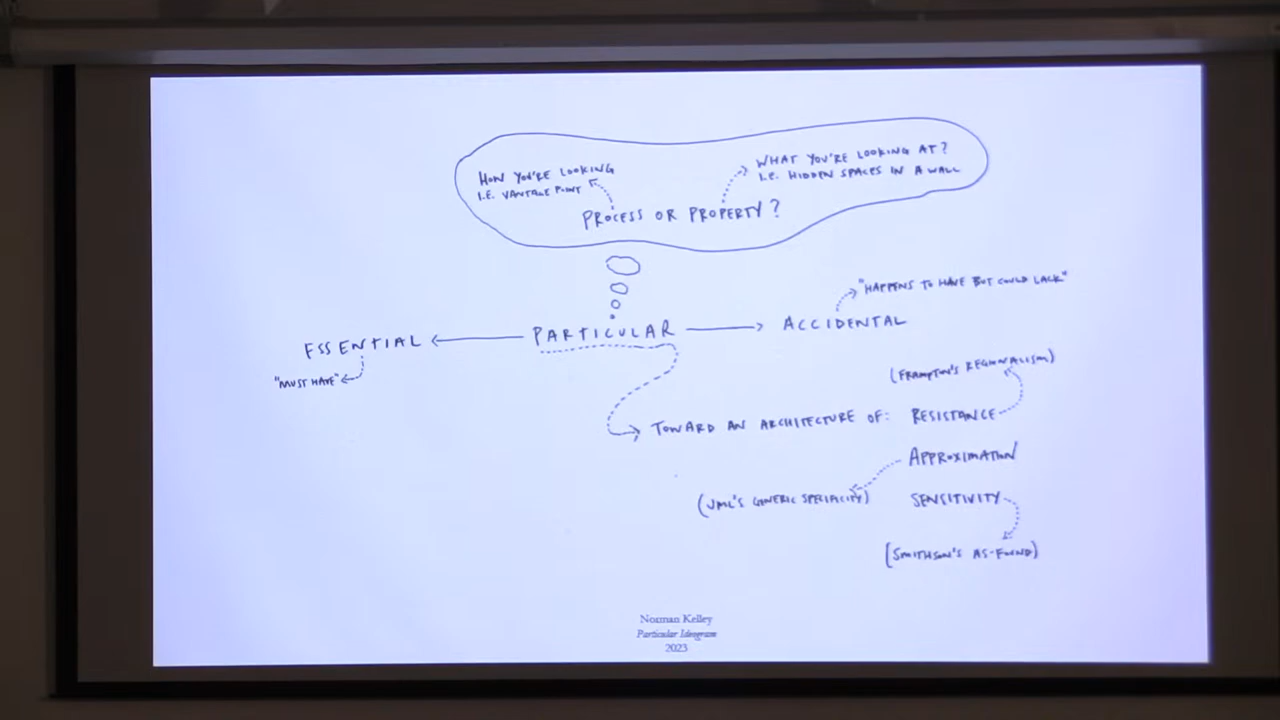 HOW YOU'RE LOOKING
I.E. VANTAGE POINT
WHAT YOU'RE LOOKING AT?
I.E. HIDDEN SPACES IN A WALL
PROCESS OR PROPERTY?
"HAPPENS TO HAVE BUT COULD LACK"
ESSENTIAL
PARTICULAR
ACCIDENTAL
"MUST HAVE"
(FRAMPTON'S REGIONALISM)
TOWARD AN ARCHITECTURE OF: RESISTANCE
APPROXIMATION
(JML'S GENERIC SPECIFICITY)
SENSITIVITY
(SMITHSON'S AS-FOUND)
Norman Kelley
Particular Ideogram
2023